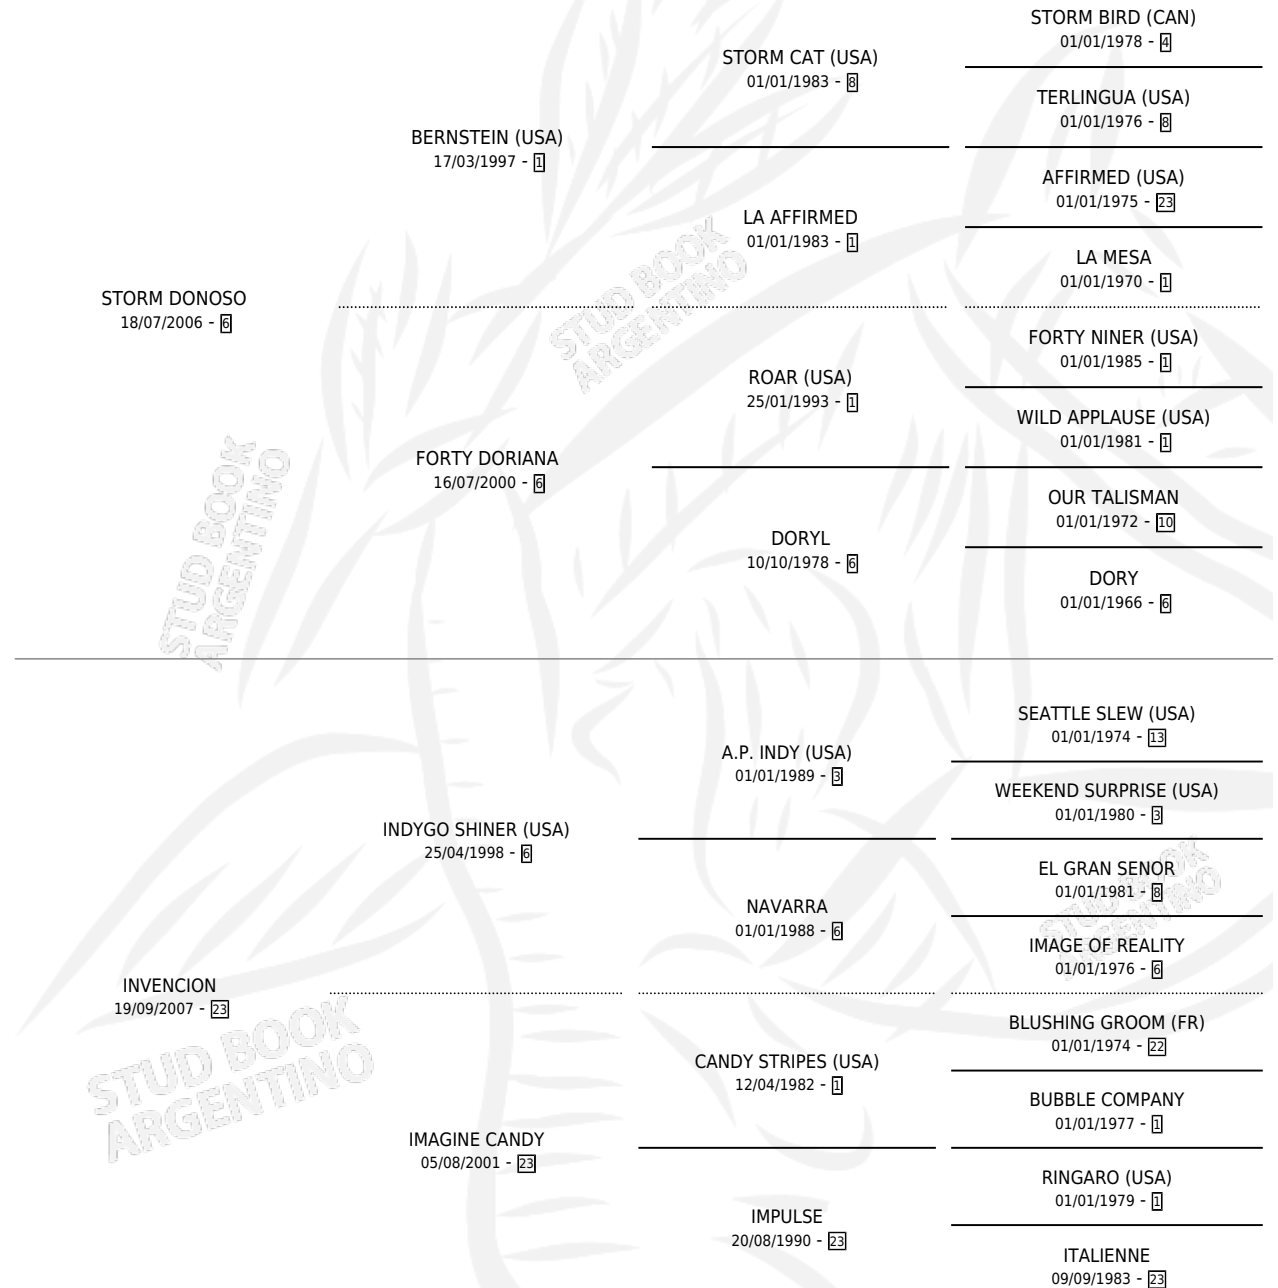 STORM BIRD (CAN)
01/01/1978 - 4
STORM CAT (USA)
01/01/1983 - 8
TERLINGUA (USA)
01/01/1976 - 8
BERNSTEIN (USA)
17/03/1997 - 1
AFFIRMED (USA)
01/01/1975 - 23
LA AFFIRMED
01/01/1983 - 1
LA MESA
01/01/1970 - 1
STORM DONOSO
18/07/2006 - 6
FORTY NINER (USA)
01/01/1985 - 1
ROAR (USA)
25/01/1993 - 1
WILD APPLAUSE (USA)
01/01/1981 - 1
FORTY DORIANA
16/07/2000 - 6
OUR TALISMAN
01/01/1972 - 10
DORYL
10/10/1978 - 6
DORY
01/01/1966 - 6
STUD BOOK
ARGENTINO
STUD BOOK
ARGENTINO
SEATTLE SLEW (USA)
01/01/1974 - 13
A.P. INDY (USA)
01/01/1989 - 3
WEEKEND SURPRISE (USA)
01/01/1980 - 3
INDYGO SHINER (USA)
25/04/1998 - 6
EL GRAN SENOR
01/01/1981 - 8
NAVARRA
01/01/1988 - 6
IMAGE OF REALITY
01/01/1976 - 6
INVENCION
19/09/2007 - 23
BLUSHING GROOM (FR)
01/01/1974 - 22
CANDY STRIPES (USA)
12/04/1982 - 1
BUBBLE COMPANY
01/01/1977 - 1
IMAGINE CANDY
05/08/2001 - 23
RINGARO (USA)
01/01/1979 - 1
IMPULSE
20/08/1990 - 23
ITALIENNE
09/09/1983 - 23
STUD BOOK
ARGENTINO
STUD BOOK
ARGENTINO